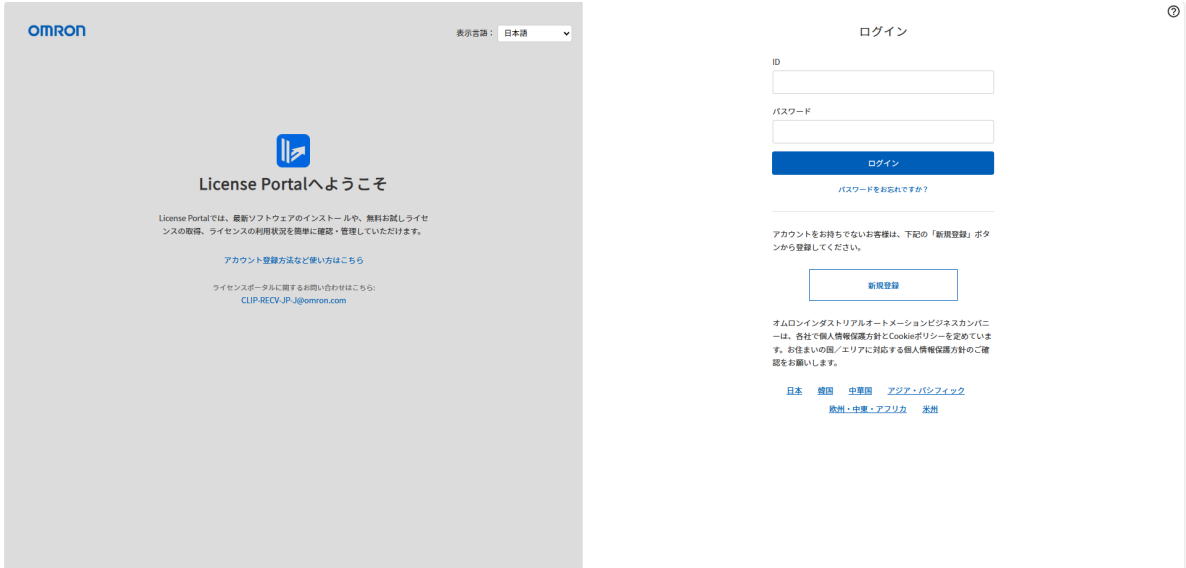 OMRON
表示言語： 日本語
License Portalへようこそ
License Portalでは、最新ソフトウェアのインストールや、無料お試しライセ
ンスの取得、ライセンスの利用状況を簡単に確認・管理していただけます。
アカウント登録方法など使い方はこちら
ライセンスポータルに関するお問い合わせはこちら:
CLIP-RECV-JP-J@omron.com
ログイン
ID
パスワード
ログイン
パスワードをお忘れですか？
アカウントをお持ちでないお客様は、下記の「新規登録」ボタ
ンから登録してください。
新規登録
オムロンインダストリアルオートメーションビジネスカンパニ
ーは、各社で個人情報保護方針とCookieポリシーを定めていま
す。お住まいの国／エリアに対応する個人情報保護方針のご確
認をお願いします。
日本 韓国 中華国 アジア・パシフィック
欧州・中東・アフリカ 米州